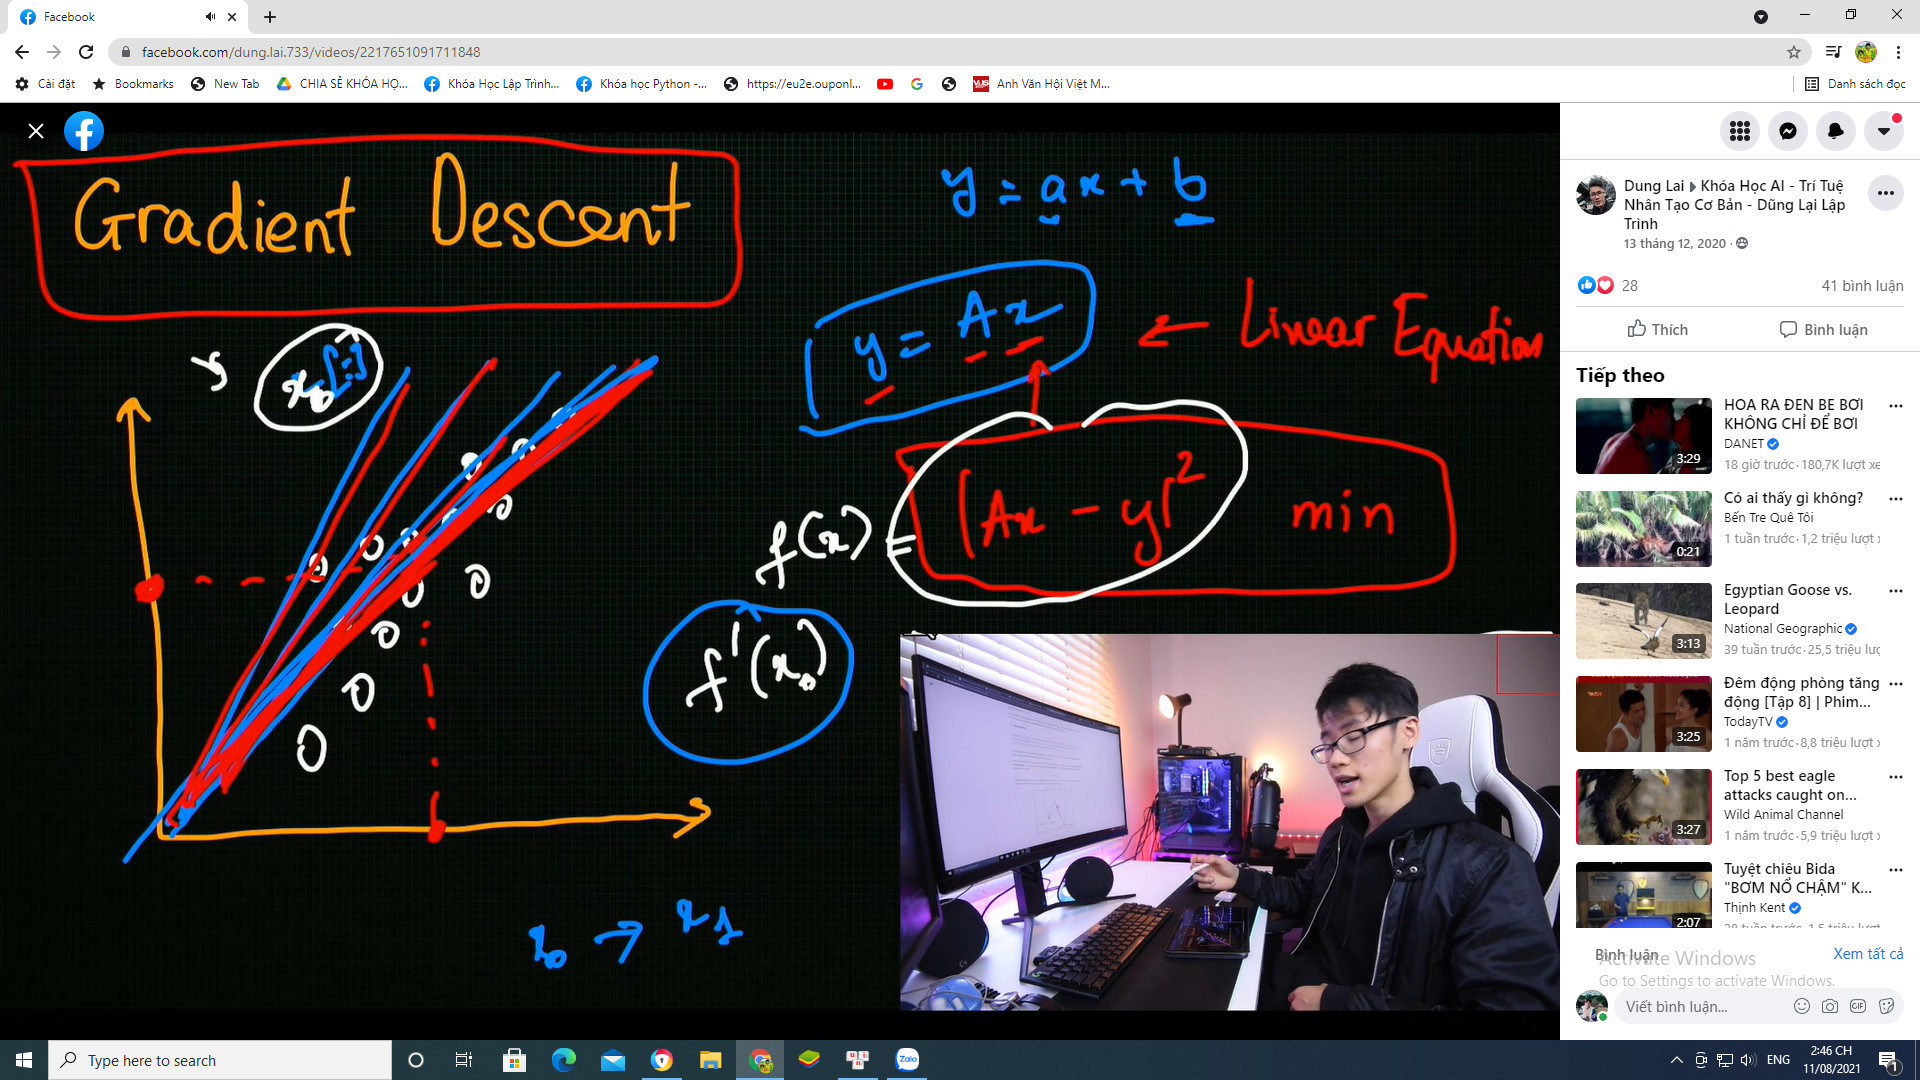 Facebook
facebook.com/dung.lai.733/videos/2217651091711848
Cài đặt
Bookmarks
New Tab
CHIA SẺ KHÓA HỌ...
Khóa Học Lập Trình...
Khóa học Python -...
https://eu2e.ouponl...
Anh Văn Hội Việt M...
Danh sách đọc
Gradient Descent
y = ax + b
y = Ax
← Linear Equation
y
x₀
[:]
(Ax - y)² min
f(x) =
f'(x₀)
x₀ → x₁
Dung Lai
Khóa Học AI - Trí Tuệ
Nhân Tạo Cơ Bản - Dũng Lại Lập
Trình
13 tháng 12, 2020 ·
28
41 bình luận
Thích
Bình luận
Tiếp theo
HOA RA ĐEN BE BƠI
KHÔNG CHỈ ĐỂ BƠI
DANET
18 giờ trước · 180,7K lượt xe
3:29
Có ai thấy gì không?
Bến Tre Quê Tôi
1 tuần trước · 1,2 triệu lượt
0:21
Egyptian Goose vs.
Leopard
National Geographic
39 tuần trước · 25,5 triệu lượ
3:13
Đêm động phòng tăng
động [Tập 8] | Phim...
TodayTV
1 năm trước · 8,8 triệu lượt
3:25
Top 5 best eagle
attacks caught on...
Wild Animal Channel
1 năm trước · 5,9 triệu lượt
3:27
Tuyệt chiêu Bida
"BƠM NỔ CHẬM" K...
Thịnh Kent
2:07
Bình luận
Xem tất cả
Activate Windows
Go to Settings to activate Windows.
Viết bình luận...
GIF
Type here to search
Zalo
ENG
2:46 CH
11/08/2021
1